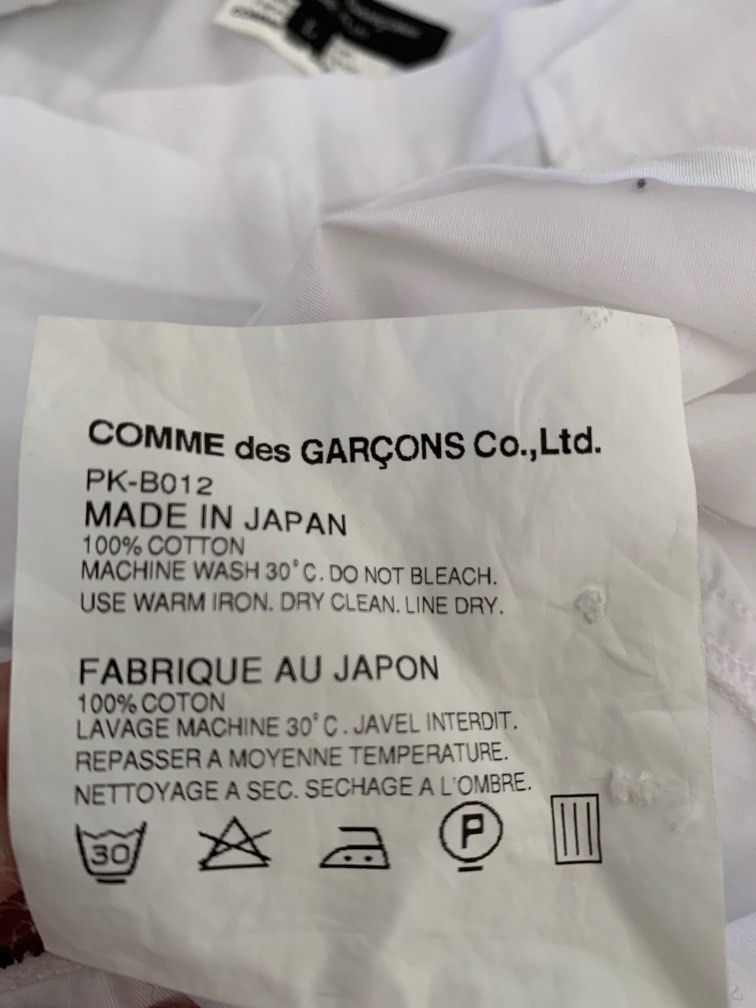 L
COMME des GARÇONS Co.,Ltd.
PK-B012
MADE IN JAPAN
100% COTTON
MACHINE WASH 30°C. DO NOT BLEACH.
USE WARM IRON. DRY CLEAN. LINE DRY.
FABRIQUE AU JAPON
100% COTON
LAVAGE MACHINE 30°C. JAVEL INTERDIT.
REPASSER A MOYENNE TEMPERATURE.
NETTOYAGE A SEC. SECHAGE A L'OMBRE.
30 P